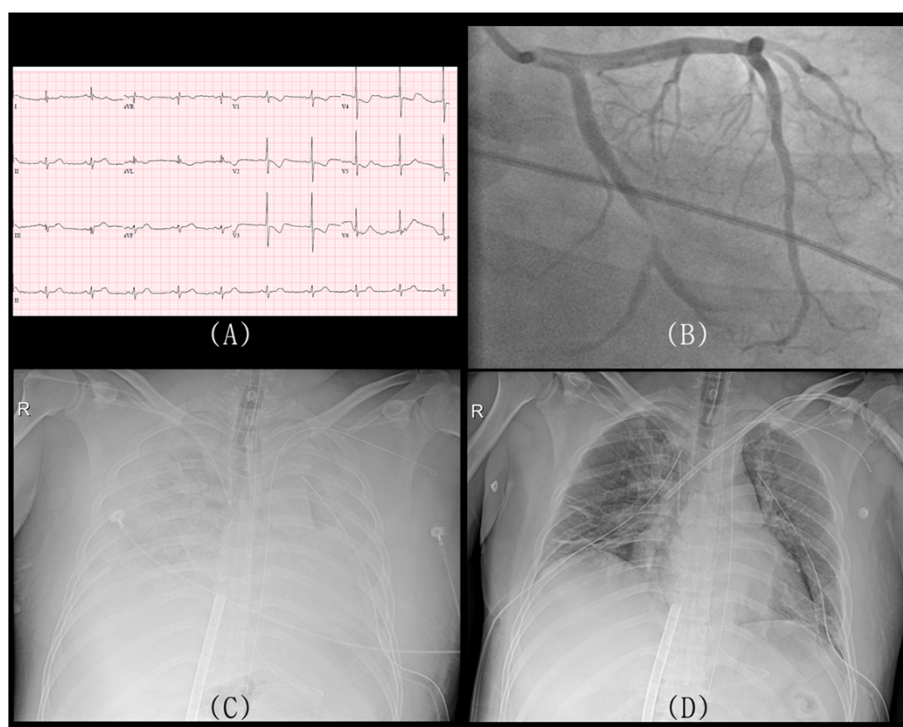 I aVR V1 V4
II aVL V2 V5
III aVF V3 V6
II
(A)
(B)
R
(C)
R
(D)